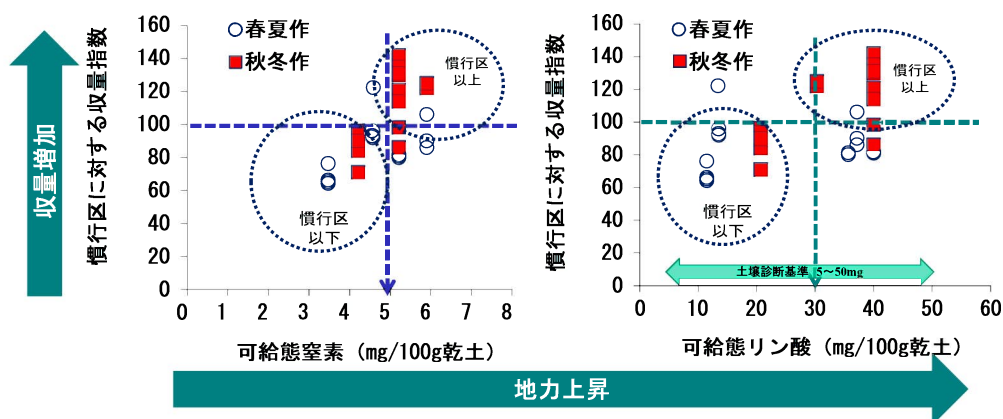 収量増加
慣行区に対する収量指数
160
140
120
100
80
60
40
20
0
春夏作
秋冬作
慣行区
以上
慣行区
以下
0 1 2 3 4 5 6 7 8
可給態窒素（mg/100g乾土）
慣行区に対する収量指数
160
140
120
100
80
60
40
20
0
春夏作
秋冬作
慣行区
以上
慣行区
以下
土壌診断基準 5～50mg
0 10 20 30 40 50 60
可給態リン酸（mg/100g乾土）
地力上昇